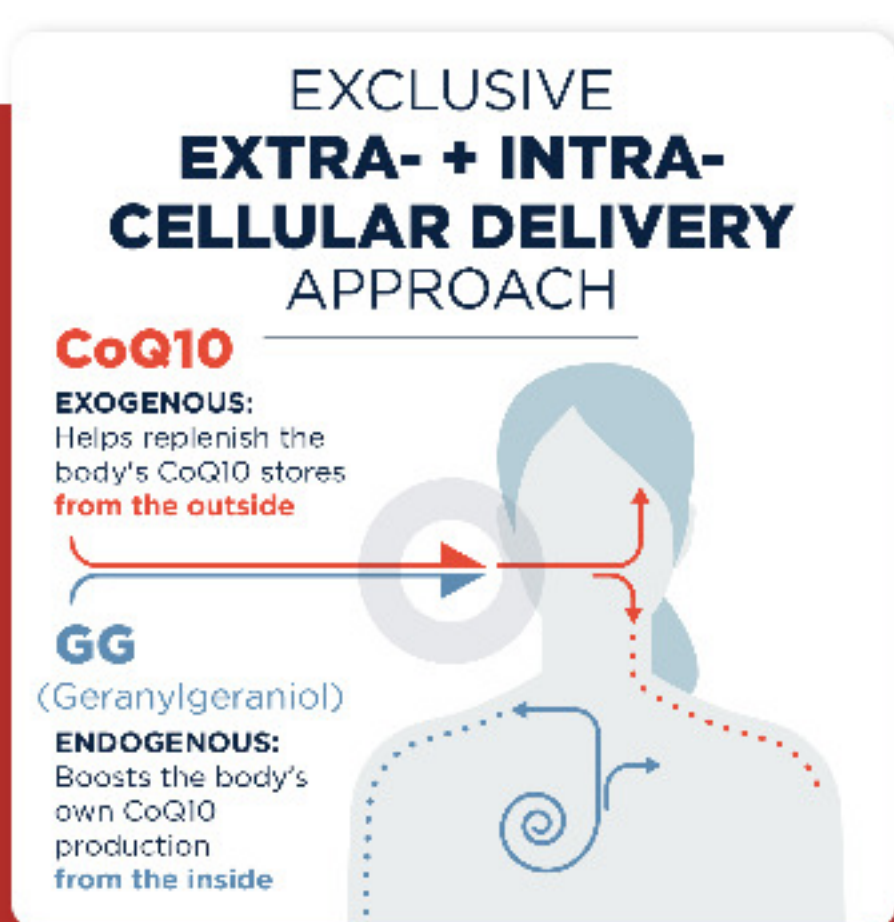 EXCLUSIVE
EXTRA- + INTRA-
CELLULAR DELIVERY
APPROACH
CoQ10
EXOGENOUS:
Helps replenish the
body's CoQ10 stores
from the outside
GG
(Geranylgeraniol)
ENDOGENOUS:
Boosts the body's
own CoQ10
production
from the inside